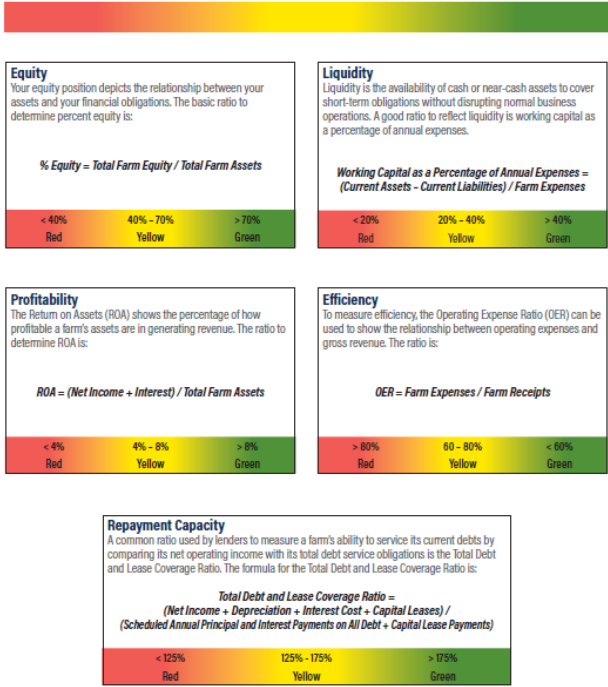 Equity
Your equity position depicts the relationship between your
assets and your financial obligations. The basic ratio to
determine percent equity is:
% Equity = Total Farm Equity / Total Farm Assets
< 40% 40% - 70% > 70%
Red Yellow Green
Liquidity
Liquidity is the availability of cash or near-cash assets to cover
short-term obligations without disrupting normal business
operations. A good ratio to reflect liquidity is working capital as
a percentage of annual expenses.
Working Capital as a Percentage of Annual Expenses =
(Current Assets - Current Liabilities) / Farm Expenses
< 20% 20% - 40% > 40%
Red Yellow Green
Profitability
The Return on Assets (ROA) shows the percentage of how
profitable a farm's assets are in generating revenue. The ratio to
determine ROA is:
ROA = (Net Income + Interest) / Total Farm Assets
< 4% 4% - 8% > 8%
Red Yellow Green
Efficiency
To measure efficiency, the Operating Expense Ratio (OER) can be
used to show the relationship between operating expenses and
gross revenue. The ratio is:
OER = Farm Expenses / Farm Receipts
> 80% 60 - 80% < 60%
Red Yellow Green
Repayment Capacity
A common ratio used by lenders to measure a farm's ability to service its current debts by
comparing its net operating income with its total debt service obligations is the Total Debt
and Lease Coverage Ratio. The formula for the Total Debt and Lease Coverage Ratio is:
Total Debt and Lease Coverage Ratio =
(Net Income + Depreciation + Interest Cost + Capital Leases) /
(Scheduled Annual Principal and Interest Payments on All Debt + Capital Lease Payments)
< 125% 125% - 175% > 175%
Red Yellow Green